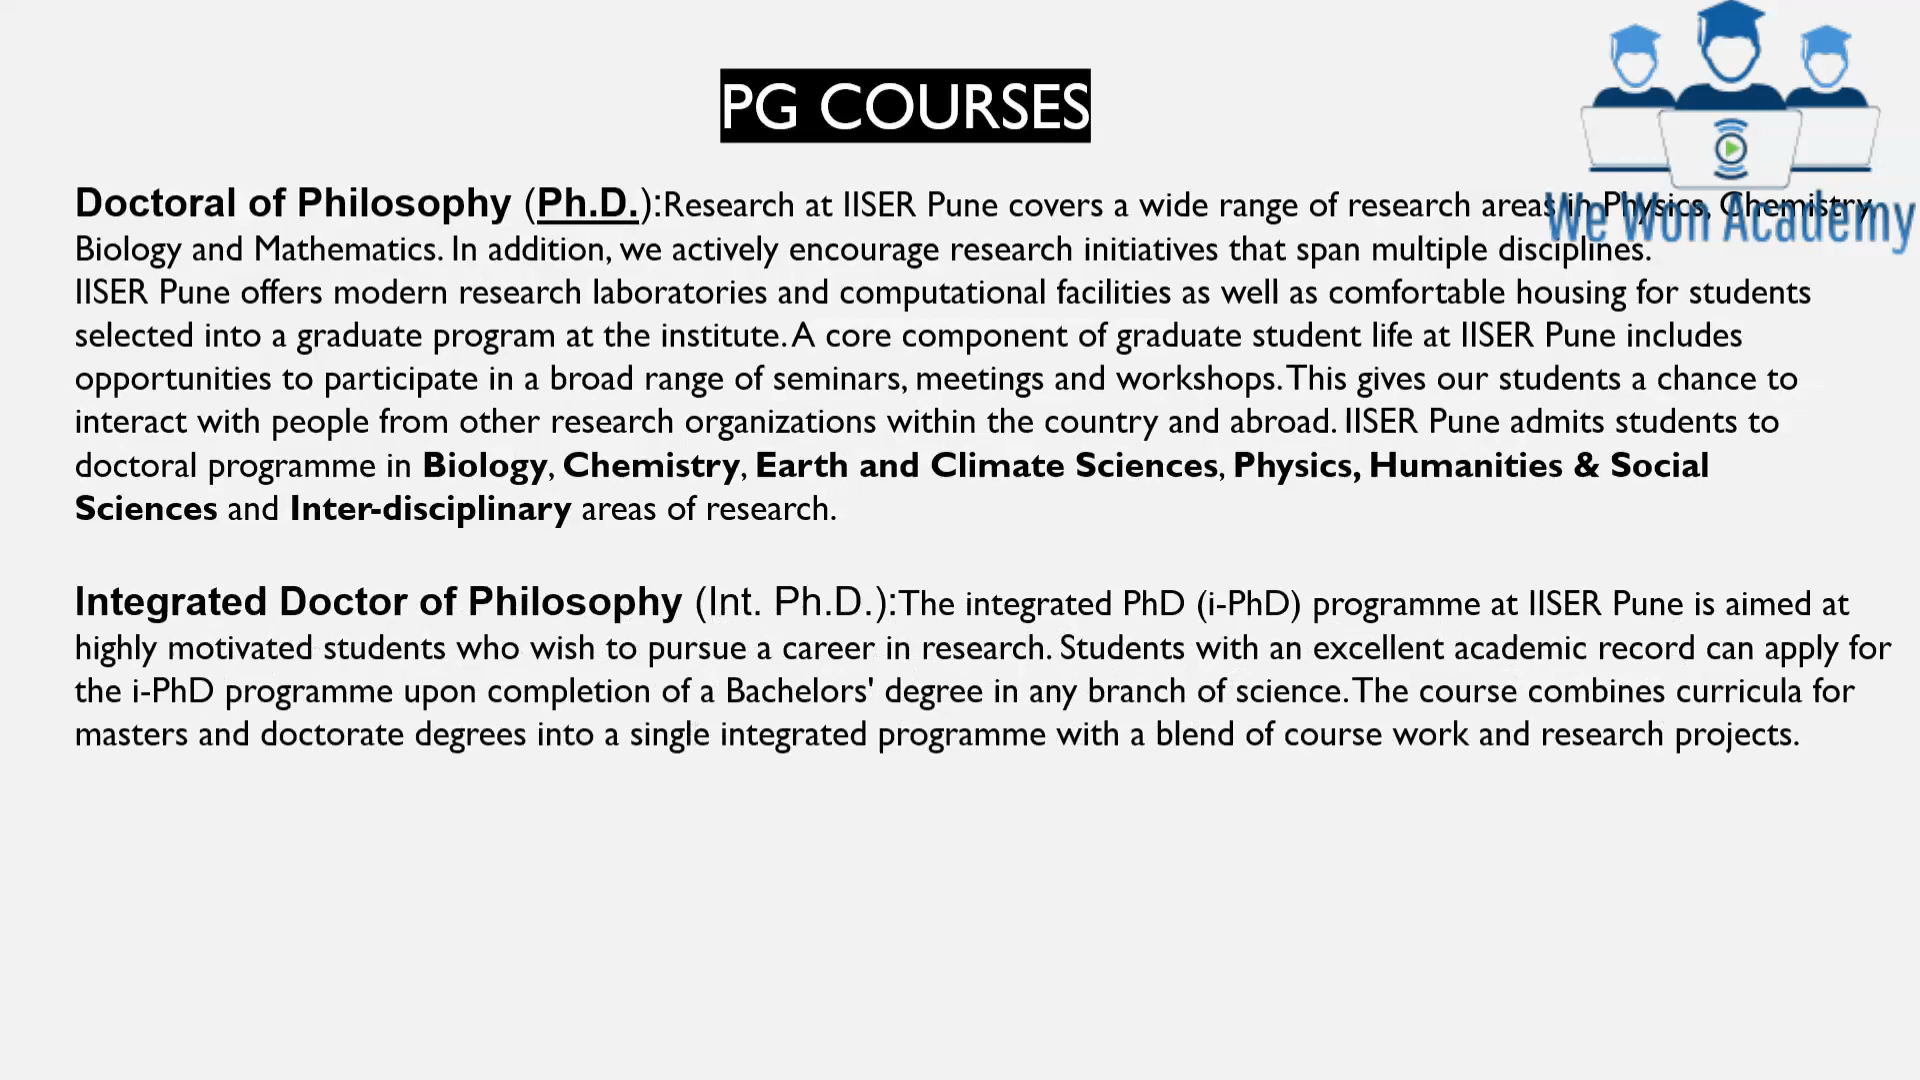 PG COURSES
Doctoral of Philosophy (Ph.D.):Research at IISER Pune covers a wide range of research areas in Physics, Chemistry
We Won Academy
Biology and Mathematics. In addition, we actively encourage research initiatives that span multiple disciplines.
IISER Pune offers modern research laboratories and computational facilities as well as comfortable housing for students
selected into a graduate program at the institute. A core component of graduate student life at IISER Pune includes
opportunities to participate in a broad range of seminars, meetings and workshops. This gives our students a chance to
interact with people from other research organizations within the country and abroad. IISER Pune admits students to
doctoral programme in Biology, Chemistry, Earth and Climate Sciences, Physics, Humanities & Social
Sciences and Inter-disciplinary areas of research.
Integrated Doctor of Philosophy (Int. Ph.D.):The integrated PhD (i-PhD) programme at IISER Pune is aimed at
highly motivated students who wish to pursue a career in research. Students with an excellent academic record can apply for
the i-PhD programme upon completion of a Bachelors' degree in any branch of science. The course combines curricula for
masters and doctorate degrees into a single integrated programme with a blend of course work and research projects.